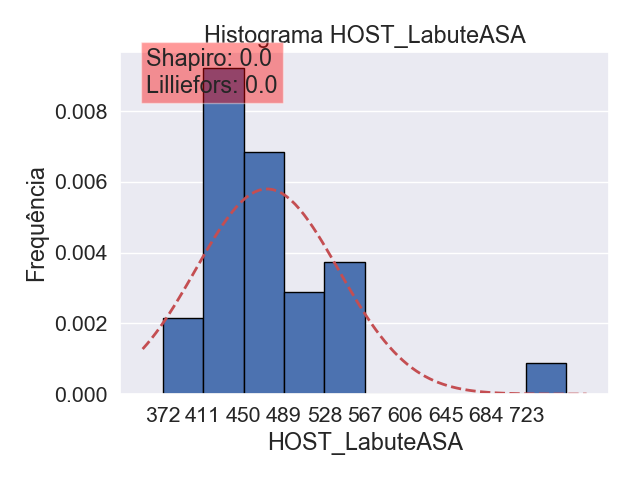 Histograma HOST_LabuteASA
Shapiro: 0.0
Lilliefors: 0.0
Frequência
0.008
0.006
0.004
0.002
0.000
372 411 450 489 528 567 606 645 684 723
HOST_LabuteASA